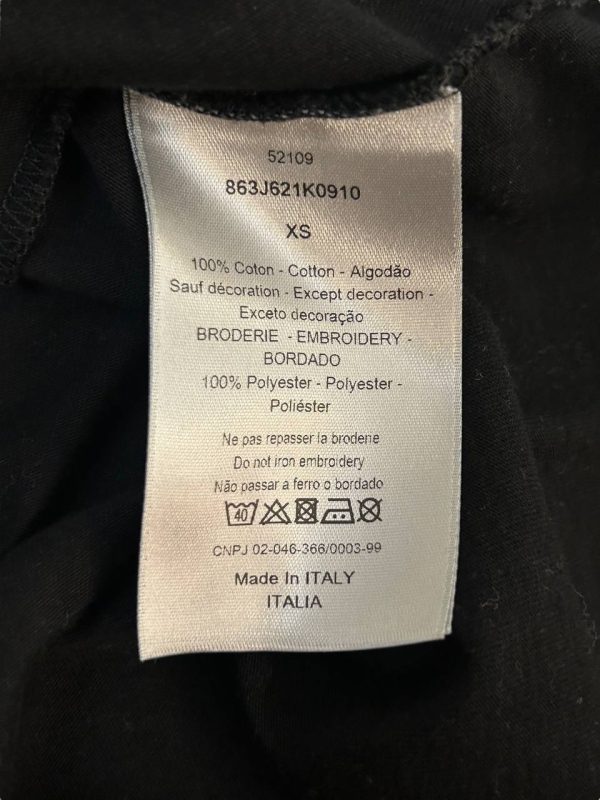 52109
863J621K0910
XS
100% Coton - Cotton - Algodão
Sauf décoration - Except decoration -
Exceto decoração
BRODERIE - EMBROIDERY -
BORDADO
100% Polyester - Polyester -
Poliéster
Ne pas repasser la broderie
Do not iron embroidery
Não passar a ferro o bordado
40
CNPJ 02-046-366/0003-99
Made In ITALY
ITALIA